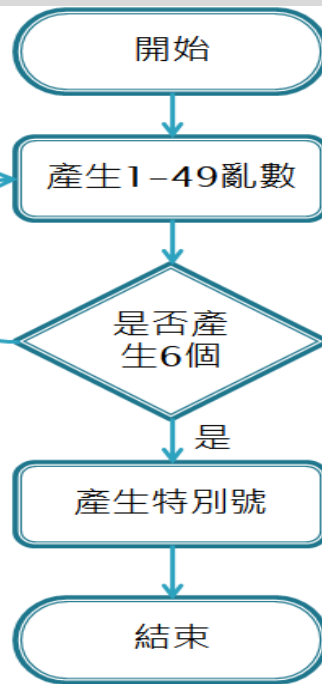 開始
產生1-49亂數
是否產
生6個
是
產生特別號
結束